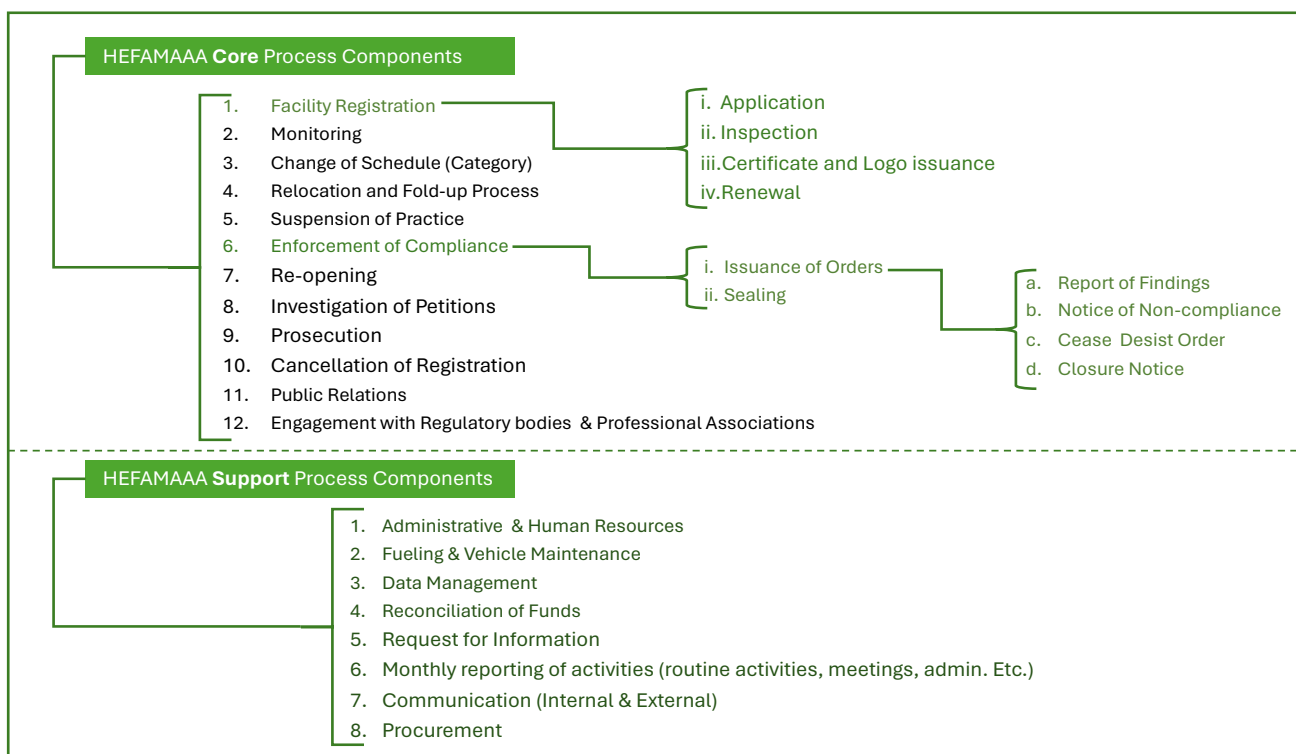 HEFAMAAA Core Process Components
1. Facility Registration
2. Monitoring
3. Change of Schedule (Category)
4. Relocation and Fold-up Process
5. Suspension of Practice
6. Enforcement of Compliance
7. Re-opening
8. Investigation of Petitions
9. Prosecution
10. Cancellation of Registration
11. Public Relations
12. Engagement with Regulatory bodies & Professional Associations
i. Application
ii. Inspection
iii.Certificate and Logo issuance
iv.Renewal
i. Issuance of Orders
ii. Sealing
a. Report of Findings
b. Notice of Non-compliance
c. Cease Desist Order
d. Closure Notice
HEFAMAAA Support Process Components
1. Administrative & Human Resources
2. Fueling & Vehicle Maintenance
3. Data Management
4. Reconciliation of Funds
5. Request for Information
6. Monthly reporting of activities (routine activities, meetings, admin. Etc.)
7. Communication (Internal & External)
8. Procurement